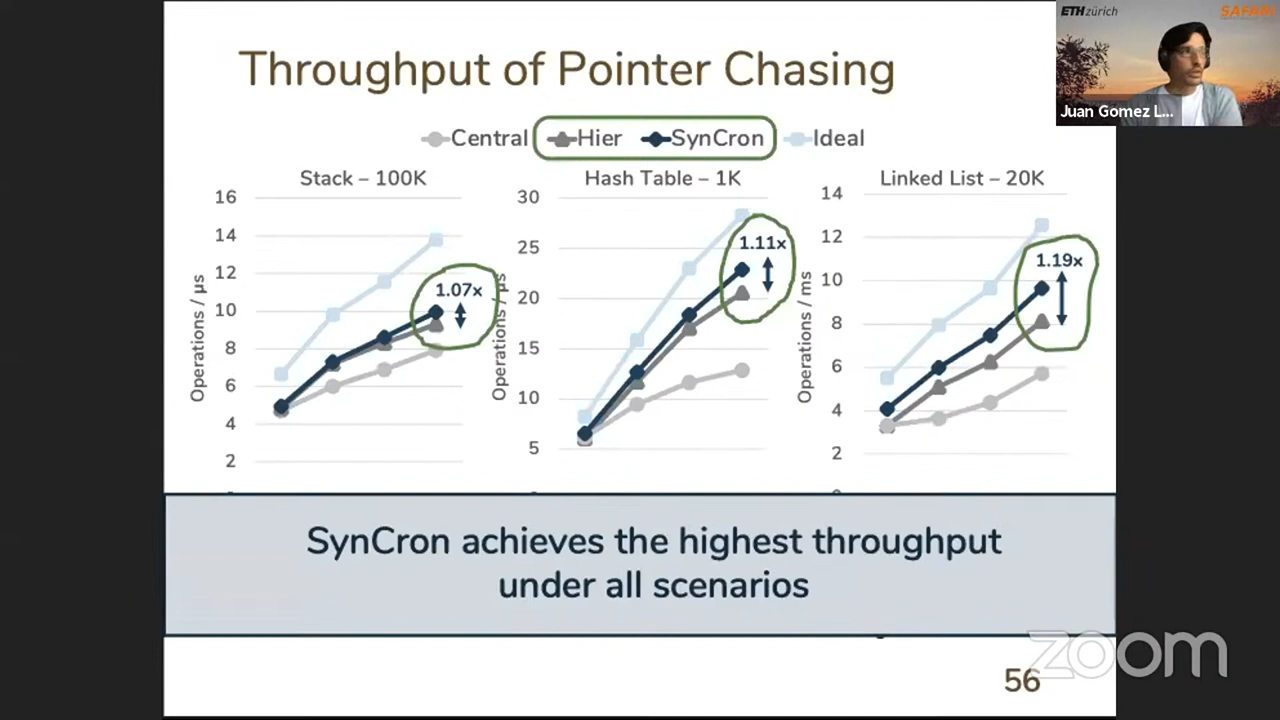 Throughput of Pointer Chasing
ETH zürich
SAFARI
Juan Gomez L...
Central Hier SynCron Ideal
Stack – 100K
Operations / µs
16
14
12
10
8
6
4
2
1.07x
Hash Table – 1K
Operations / µs
30
25
20
15
10
5
1.11x
Linked List – 20K
Operations / ms
14
12
10
8
6
4
2
1.19x
SynCron achieves the highest throughput
under all scenarios
56
zoom